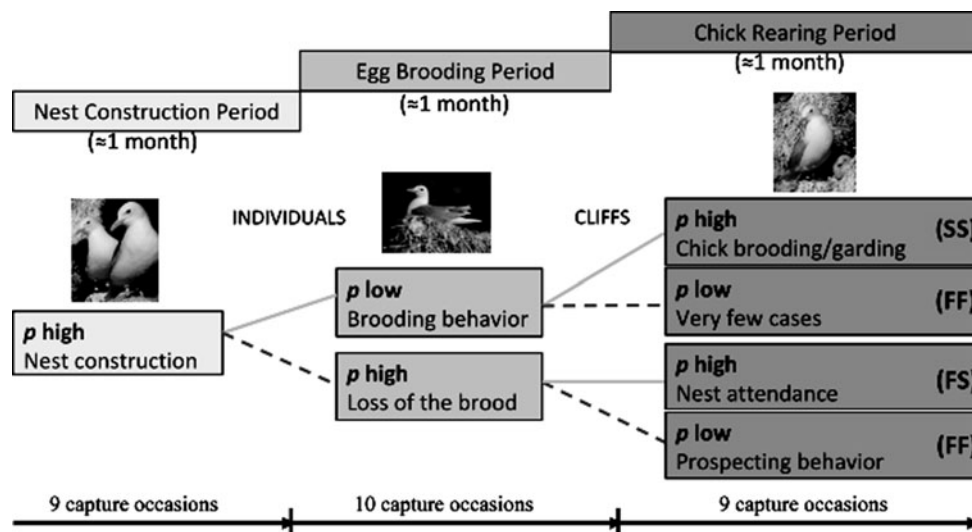 Chick Rearing Period
(≈1 month)
Egg Brooding Period
(≈1 month)
Nest Construction Period
(≈1 month)
INDIVIDUALS
CLIFFS
p high
Nest construction
p low
Brooding behavior
p high
Loss of the brood
p high (SS)
Chick brooding/garding
p low (FF)
Very few cases
p high (FS)
Nest attendance
p low (FF)
Prospecting behavior
9 capture occasions
10 capture occasions
9 capture occasions